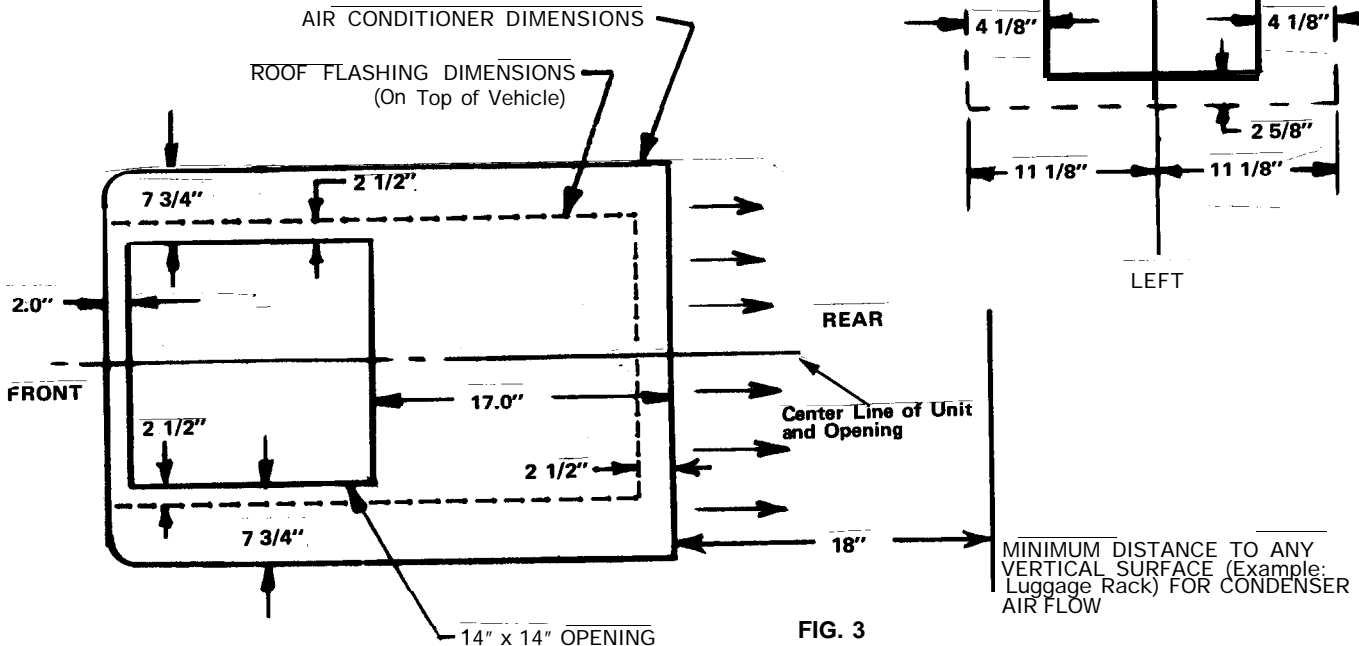 AIR CONDITIONER DIMENSIONS
ROOF FLASHING DIMENSIONS
(On Top of Vehicle)
4 1/8"
4 1/8"
2 5/8"
11 1/8"
11 1/8"
LEFT
7 3/4"
2 1/2"
2.0"
REAR
FRONT
17.0"
Center Line of Unit
and Opening
2 1/2"
2 1/2"
7 3/4"
18"
MINIMUM DISTANCE TO ANY
VERTICAL SURFACE (Example:
Luggage Rack) FOR CONDENSER
AIR FLOW
14" x 14" OPENING
FIG. 3